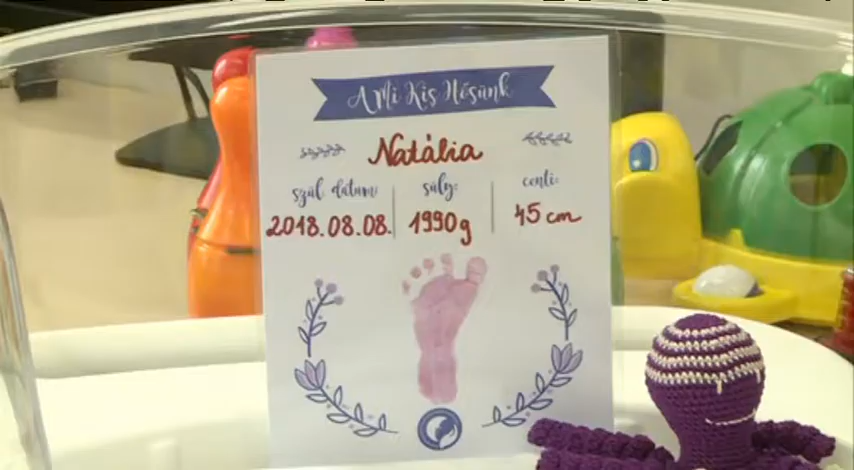 A Mi Kis Hősünk
Natália
szül. dátum: súly: centi:
2018.08.08. 1990g 45 cm